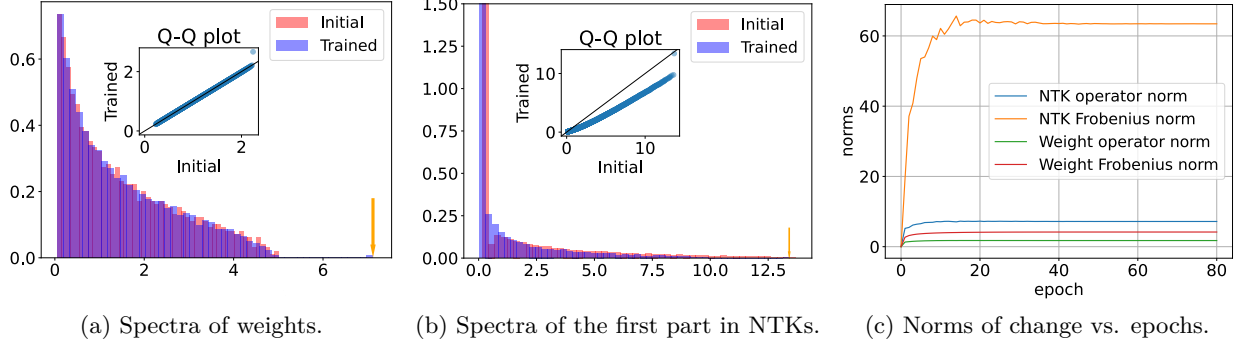 0.6
0.4
0.2
0.0
0
2
4
6
Initial
Trained
Q-Q plot
Trained
2
0
0
2
Initial
(a) Spectra of weights.
1.50
1.25
1.00
0.75
0.50
0.25
0.00
0.0
2.5
5.0
7.5
10.0
12.5
Initial
Trained
Q-Q plot
Trained
10
0
0
10
Initial
(b) Spectra of the first part in NTKs.
norms
60
40
20
0
0
20
40
60
80
epoch
NTK operator norm
NTK Frobenius norm
Weight operator norm
Weight Frobenius norm
(c) Norms of change vs. epochs.